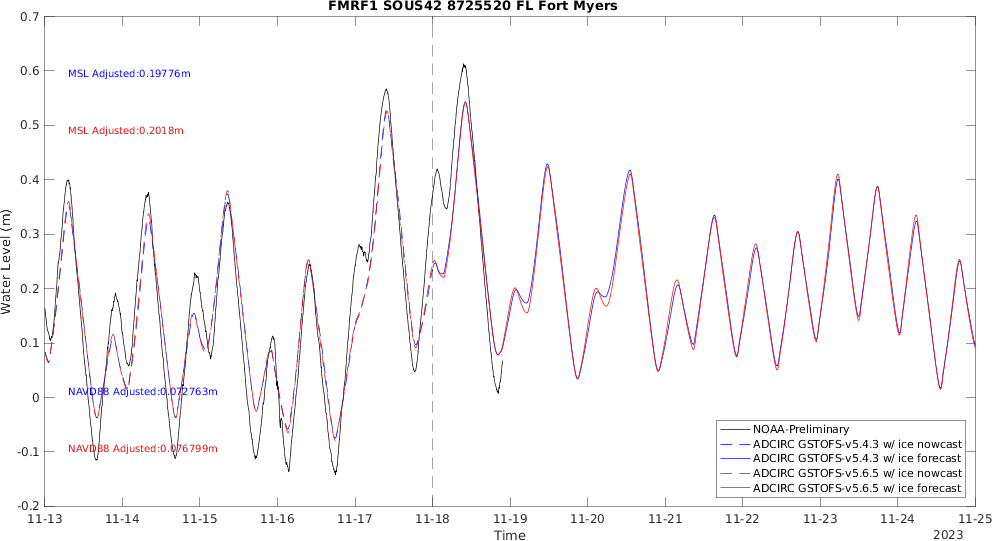 FMRF1 SOUS42 8725520 FL Fort Myers
0.7
0.6
0.5
0.4
0.3
0.2
0.1
0
-0.1
-0.2
Water Level (m)
MSL Adjusted:0.19776m
MSL Adjusted:0.2018m
NAVD88 Adjusted:0.072763m
NAVD88 Adjusted:0.076799m
NOAA-Preliminary
ADCIRC GSTOFS-v5.4.3 w/ ice nowcast
ADCIRC GSTOFS-v5.4.3 w/ ice forecast
ADCIRC GSTOFS-v5.6.5 w/ ice nowcast
ADCIRC GSTOFS-v5.6.5 w/ ice forecast
11-13 11-14 11-15 11-16 11-17 11-18 11-19 11-20 11-21 11-22 11-23 11-24 11-25
Time
2023